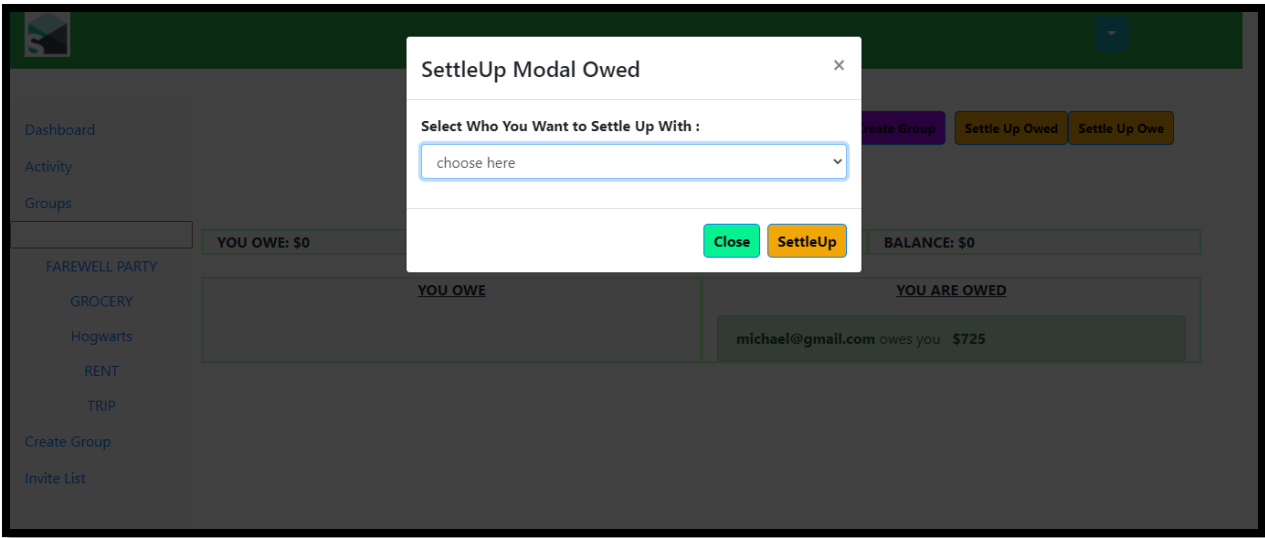 S
SettleUp Modal Owed ×
Select Who You Want to Settle Up With :
choose here
Close SettleUp
Create Group Settle Up Owed Settle Up Owe
Dashboard
Activity
Groups
FAREWELL PARTY
GROCERY
Hogwarts
RENT
TRIP
Create Group
Invite List
YOU OWE: $0 BALANCE: $0
YOU OWE YOU ARE OWED
michael@gmail.com owes you $725